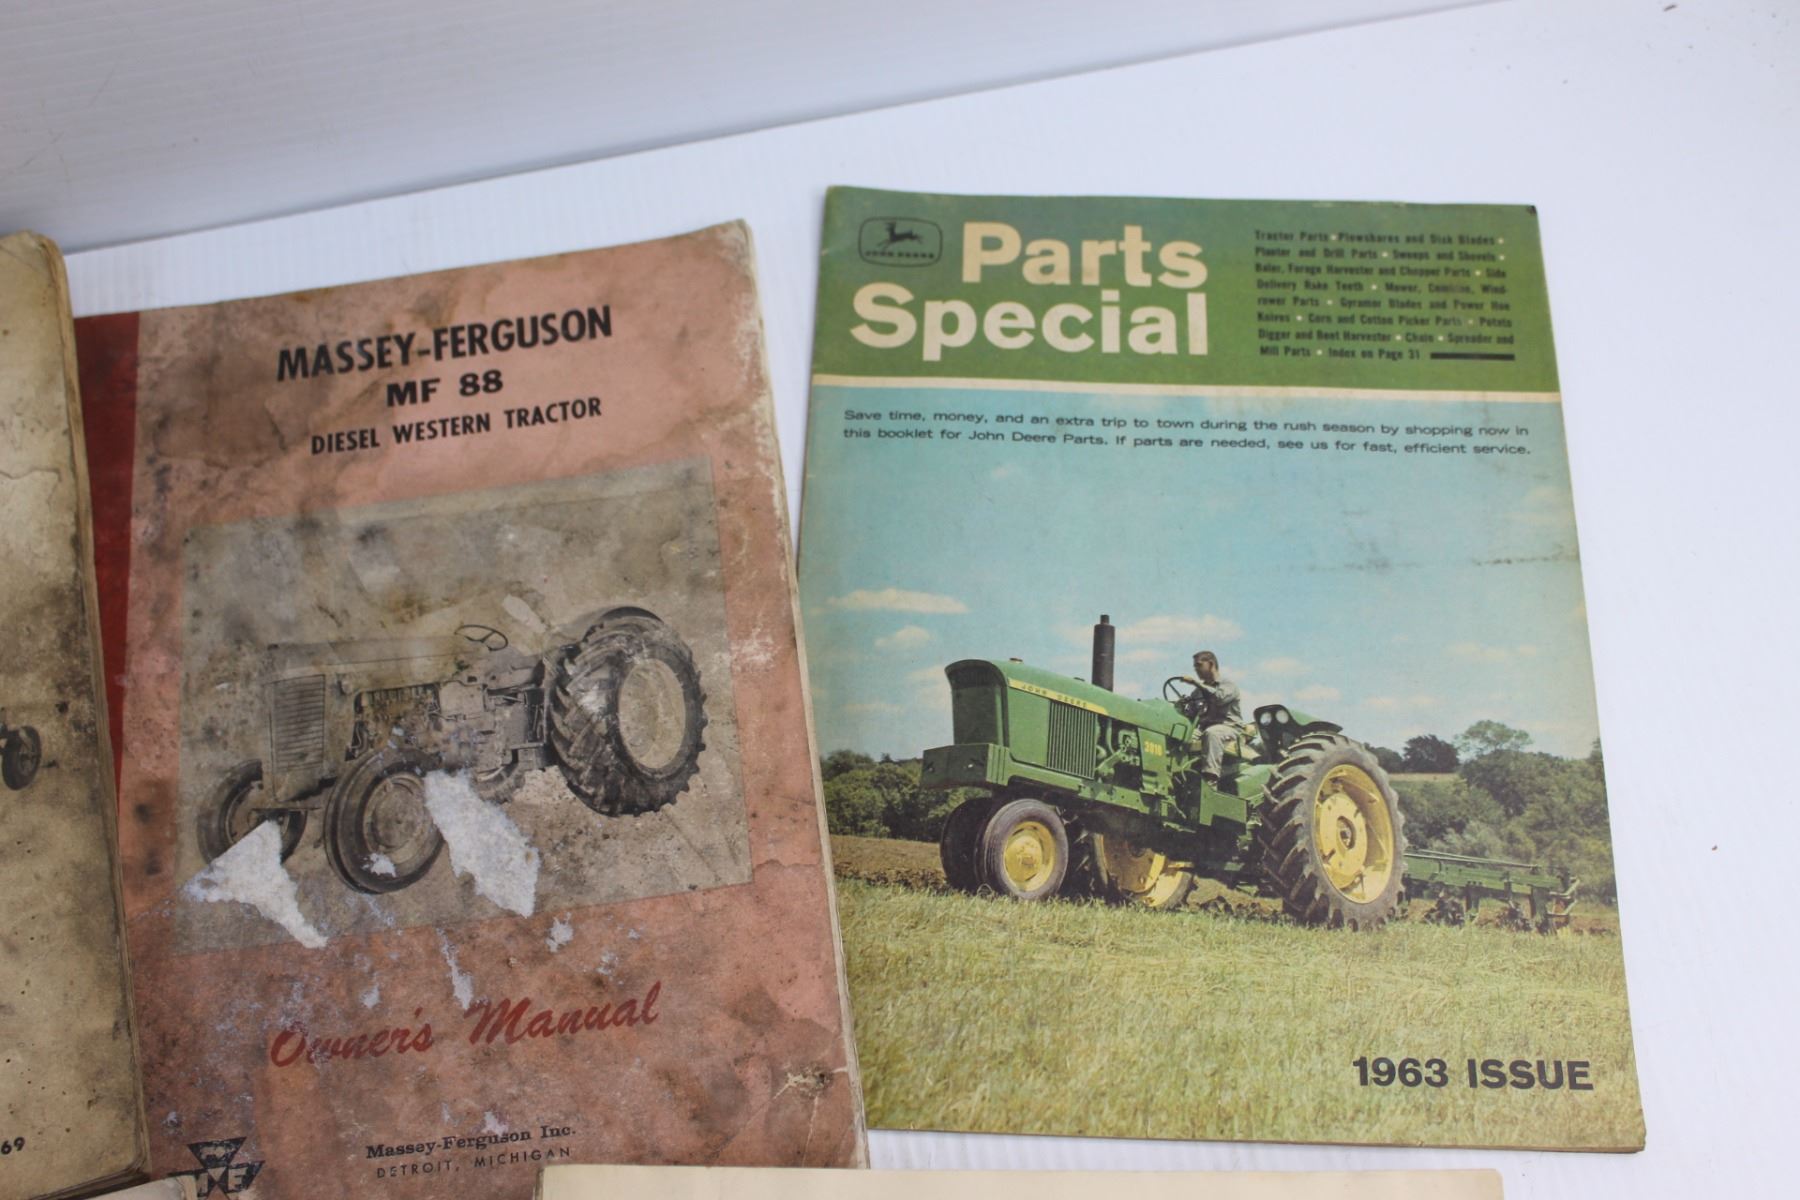 MASSEY-FERGUSON
MF 88
DIESEL WESTERN TRACTOR
Owner's Manual
Massey-Ferguson Inc.
DETROIT, MICHIGAN
MF
69
JOHN DEERE
Parts
Special
Tractor Parts • Plowshares and Disk Blades •
Planter and Drill Parts • Sweeps and Shovels •
Baler, Forage Harvester and Chopper Parts • Side
Delivery Rake Teeth • Mower, Combine, Wind-
rower Parts • Gyramor Blades and Power Hoe
Knives • Corn and Cotton Picker Parts • Potato
Digger and Beet Harvester • Chain • Spreader and
Mill Parts • Index on Page 31
Save time, money, and an extra trip to town during the rush season by shopping now in
this booklet for John Deere Parts. If parts are needed, see us for fast, efficient service.
JOHN DEERE
3010
1963 ISSUE